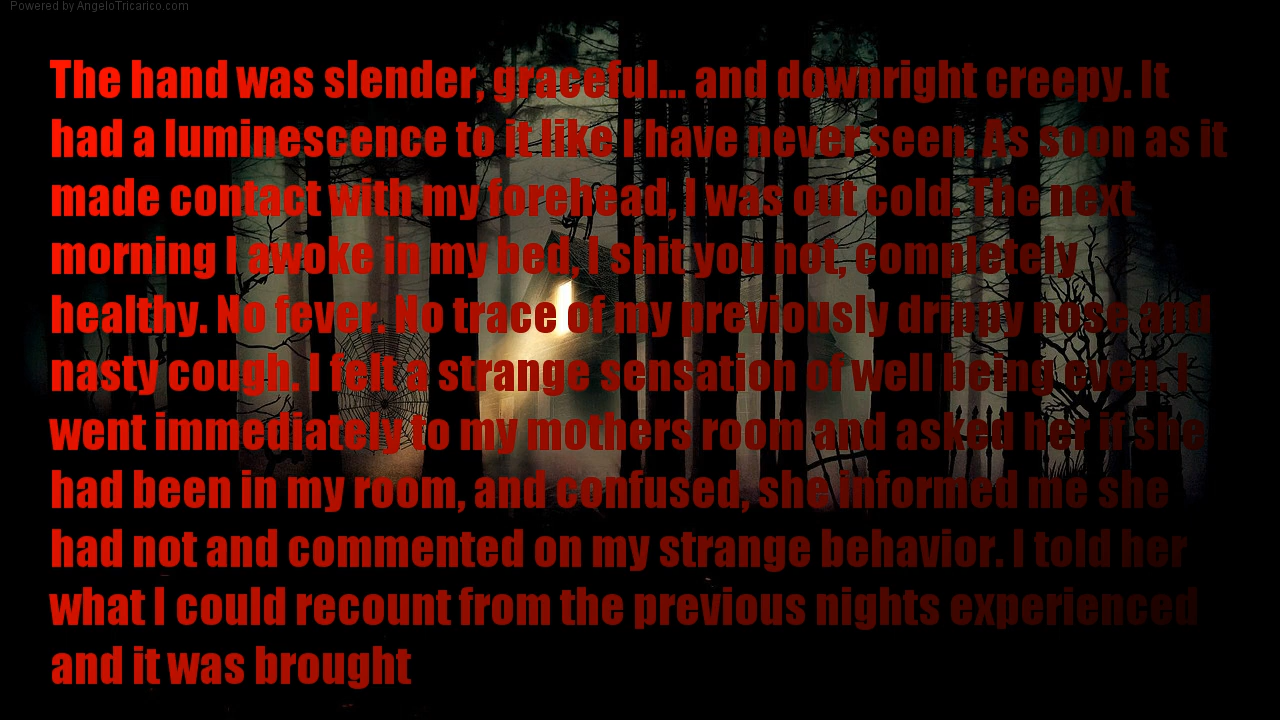 Powered by AngeloTricarico.com
The hand was slender, graceful... and downright creepy. It
had a luminescence to it like I have never seen. As soon as it
made contact with my forehead, I was out cold. The next
morning I awoke in my bed, I shit you not, completely
healthy. No fever. No trace of my previously drippy nose and
nasty cough. I felt a strange sensation of well being even. I
went immediately to my mothers room and asked her if she
had been in my room, and confused, she informed me she
had not and commented on my strange behavior. I told her
what I could recount from the previous nights experienced
and it was brought